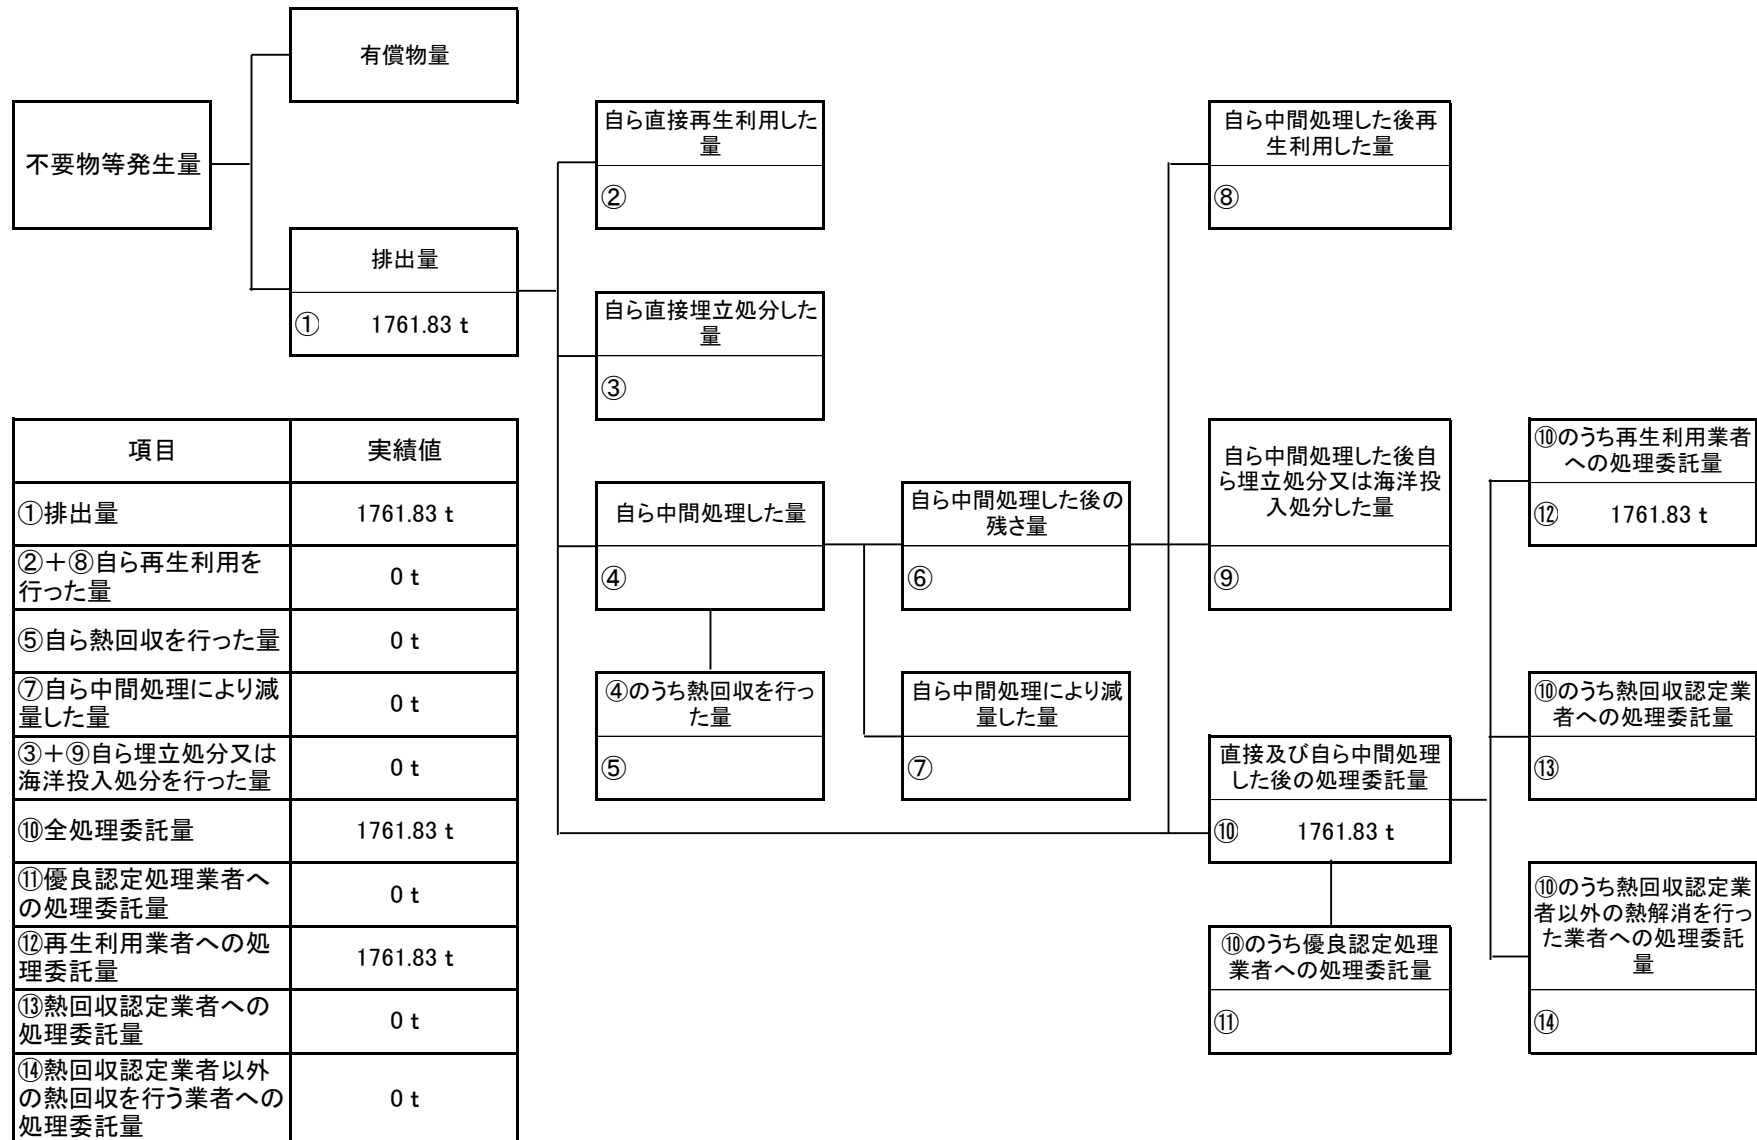 有償物量
不要物等発生量
排出量
① 1761.83 t
自ら直接再生利用した
量
②
自ら直接埋立処分した
量
③
自ら中間処理した量
④
④のうち熱回収を行っ
た量
⑤
自ら中間処理した後の
残さ量
⑥
自ら中間処理により減
量した量
⑦
自ら中間処理した後再
生利用した量
⑧
自ら中間処理した後自
ら埋立処分又は海洋投
入処分した量
⑨
直接及び自ら中間処理
した後の処理委託量
⑩ 1761.83 t
⑩のうち優良認定処理
業者への処理委託量
⑪
⑩のうち再生利用業者
への処理委託量
⑫ 1761.83 t
⑩のうち熱回収認定業
者への処理委託量
⑬
⑩のうち熱回収認定業
者以外の熱解消を行っ
た業者への処理委託
量
⑭
項目 実績値
①排出量 1761.83 t
②+⑧自ら再生利用を
行った量 0 t
⑤自ら熱回収を行った量 0 t
⑦自ら中間処理により減
量した量 0 t
③+⑨自ら埋立処分又は
海洋投入処分を行った量 0 t
⑩全処理委託量 1761.83 t
⑪優良認定処理業者へ
の処理委託量 0 t
⑫再生利用業者への処
理委託量 1761.83 t
⑬熱回収認定業者への
処理委託量 0 t
⑭熱回収認定業者以外
の熱回収を行う業者への
処理委託量 0 t